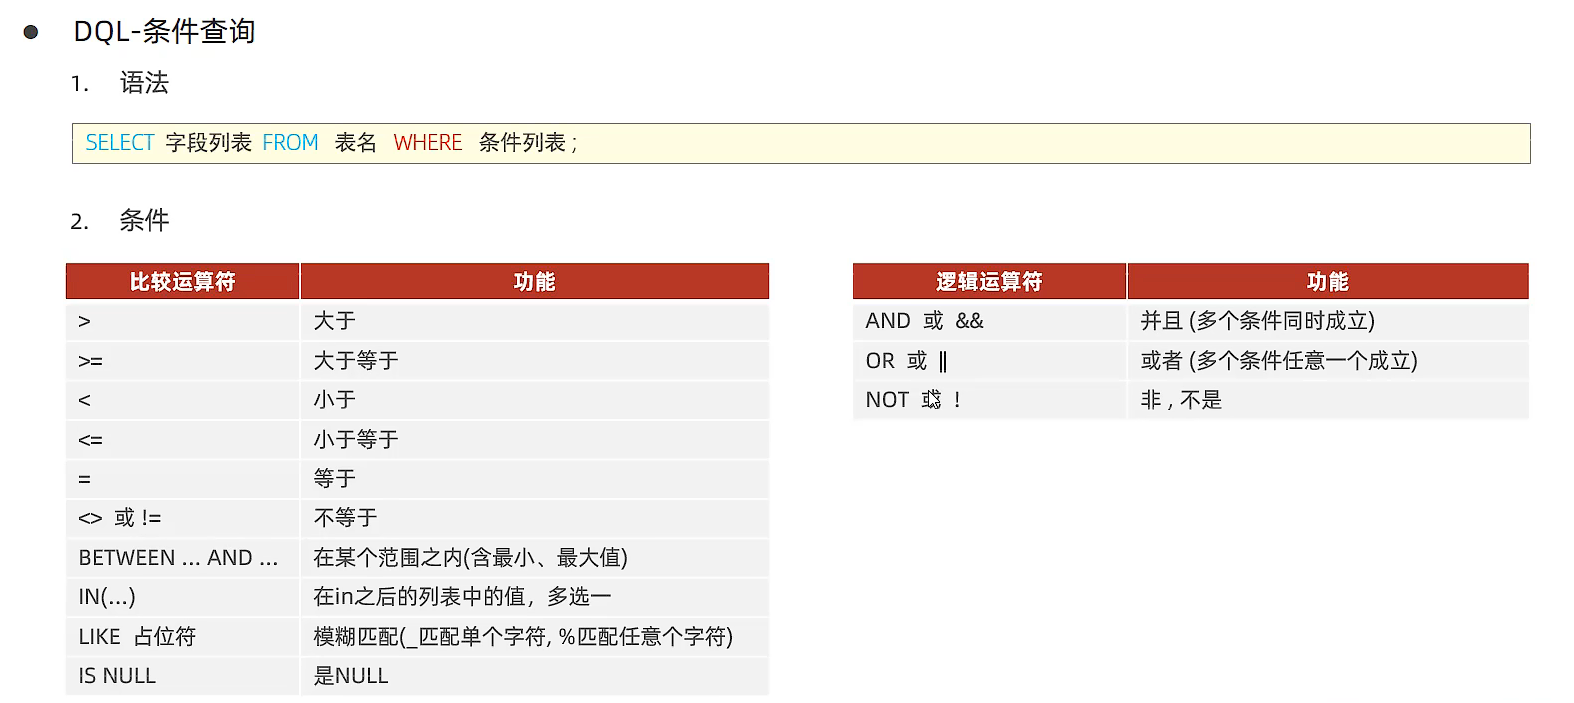 ● DQL-条件查询
1. 语法
SELECT 字段列表 FROM 表名 WHERE 条件列表 ;
2. 条件
比较运算符 功能
> 大于
>= 大于等于
< 小于
<= 小于等于
= 等于
<> 或 != 不等于
BETWEEN ... AND ... 在某个范围之内(含最小、最大值)
IN(...) 在in之后的列表中的值，多选一
LIKE 占位符 模糊匹配(_匹配单个字符, %匹配任意个字符)
IS NULL 是NULL
逻辑运算符 功能
AND 或 && 并且 (多个条件同时成立)
OR 或 || 或者 (多个条件任意一个成立)
NOT 或 ! 非 , 不是